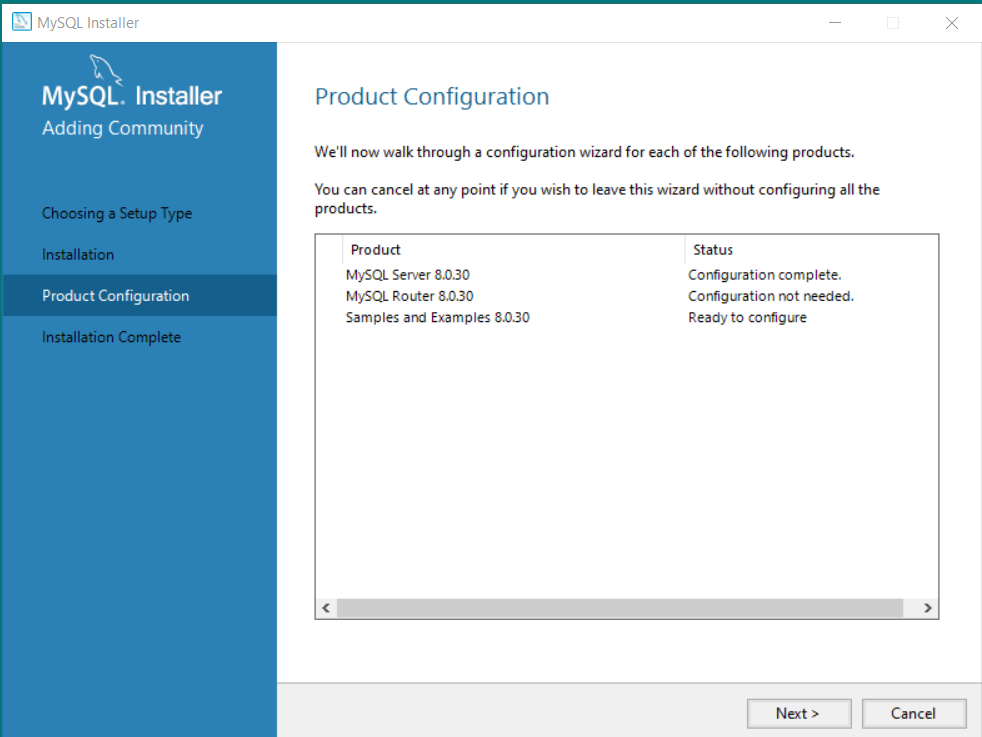 MySQL Installer
MySQL. Installer
Adding Community
Choosing a Setup Type
Installation
Product Configuration
Installation Complete
Product Configuration
We'll now walk through a configuration wizard for each of the following products.
You can cancel at any point if you wish to leave this wizard without configuring all the
products.
Product Status
MySQL Server 8.0.30 Configuration complete.
MySQL Router 8.0.30 Configuration not needed.
Samples and Examples 8.0.30 Ready to configure
Next > Cancel